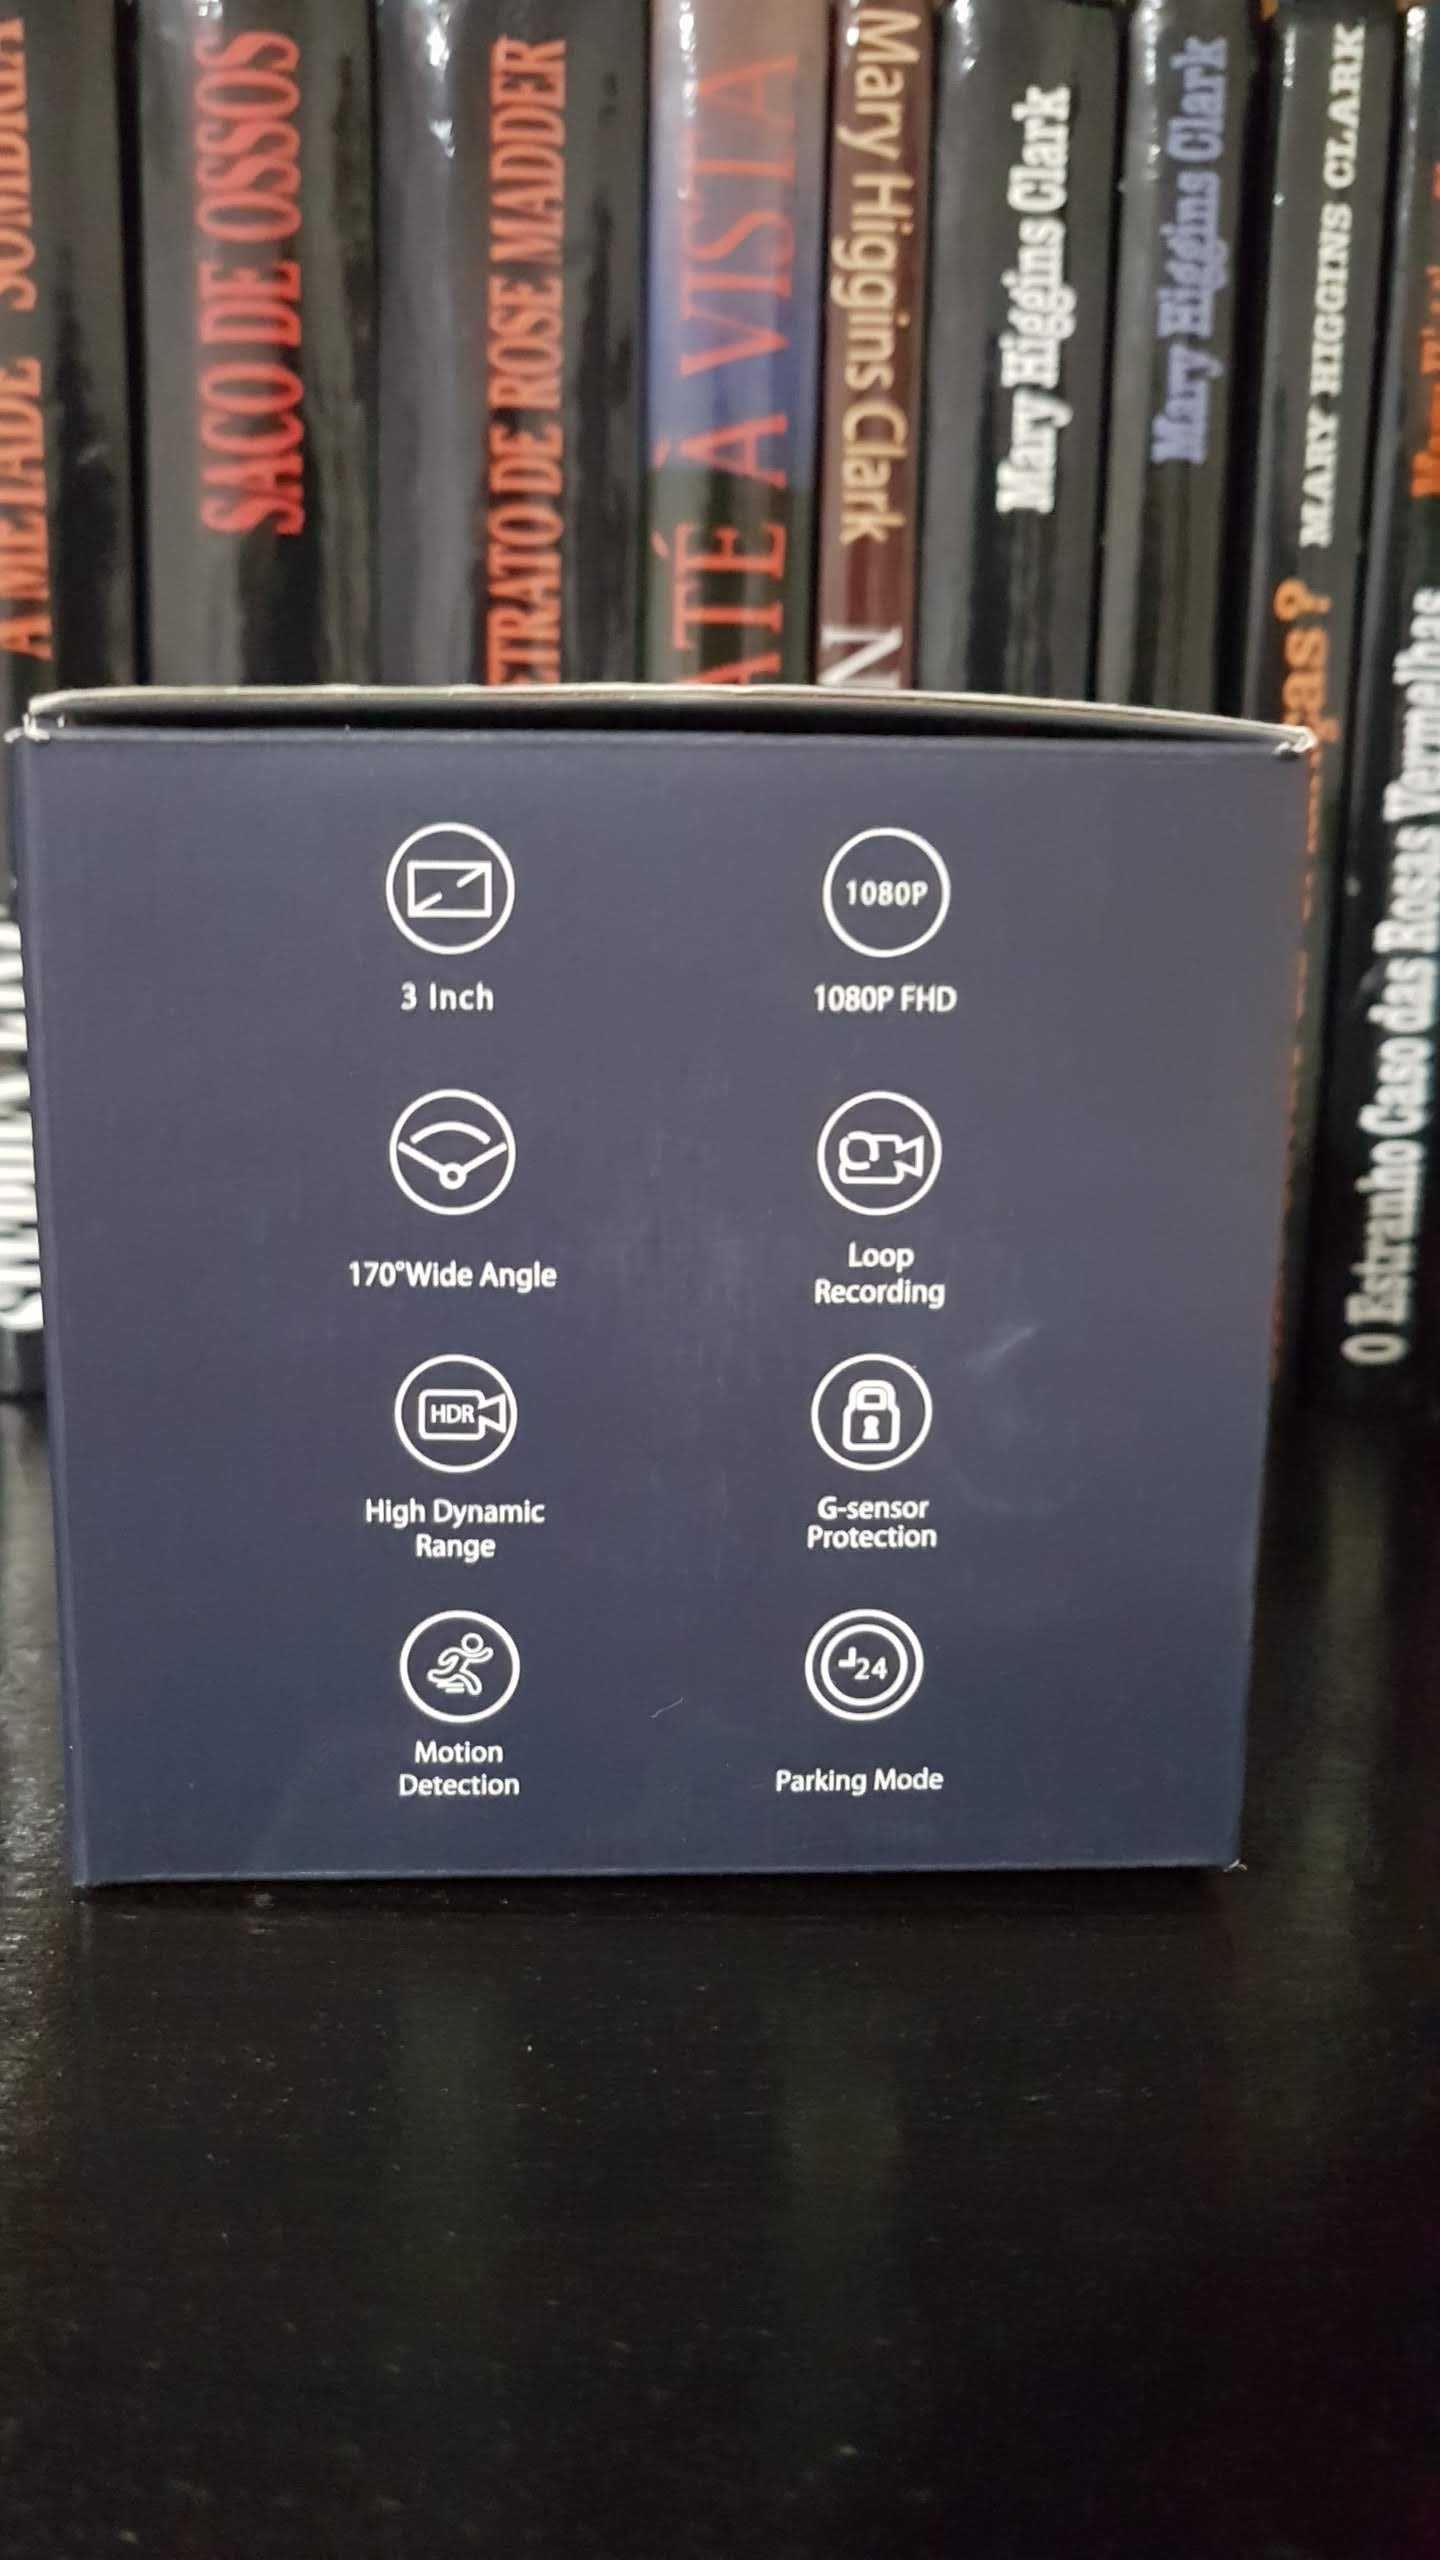 A METADE SOMBRIA
SACO DE OSSOS
RETRATO DE ROSE MADDER
ATÉ À VISTA
Mary Higgins Clark
N
Mary Higgins Clark
Mary Higgins Clark
MARY HIGGINS CLARK
O Estranho Caso das Rosas Vermelhas
1080P
3 Inch
1080P FHD
170°Wide Angle
Loop
Recording
HDR
High Dynamic
Range
G-sensor
Protection
24
Motion
Detection
Parking Mode